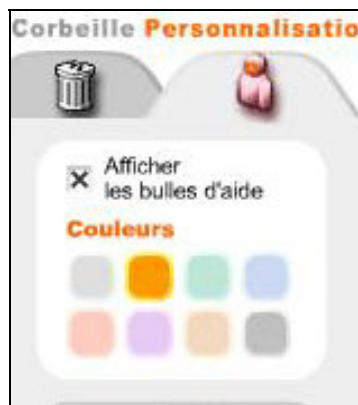 Corbeille Personnalisatio
Afficher
les bulles d'aide
Couleurs